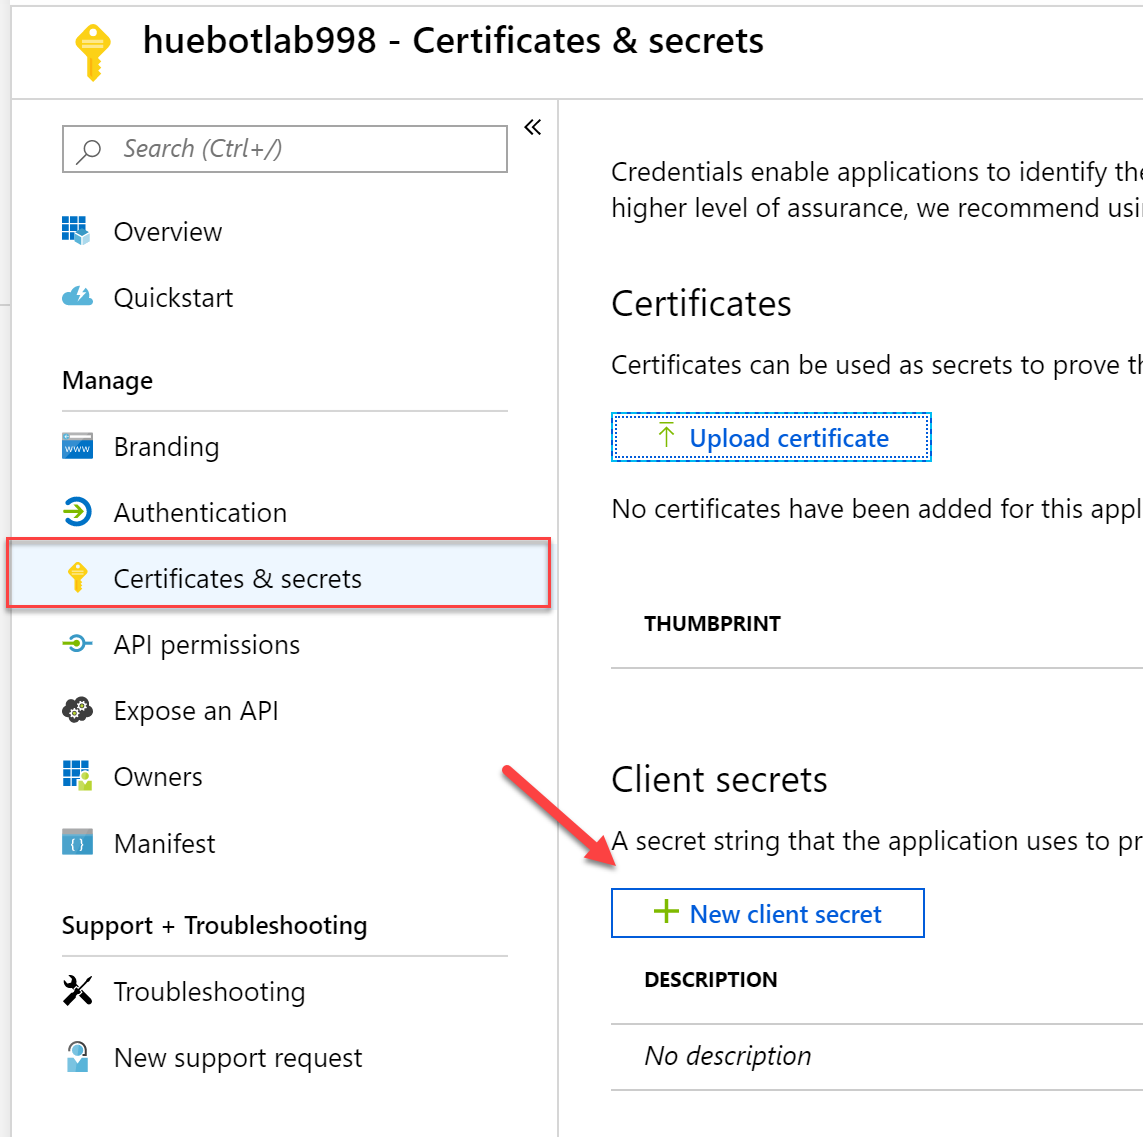 huebotlab998 - Certificates & secrets
Search (Ctrl+/)
Overview
Quickstart
Manage
Branding
www
Authentication
Certificates & secrets
API permissions
Expose an API
Owners
Manifest
Support + Troubleshooting
Troubleshooting
New support request
Credentials enable applications to identify the
higher level of assurance, we recommend usi
Certificates
Certificates can be used as secrets to prove th
Upload certificate
No certificates have been added for this appl
THUMBPRINT
Client secrets
A secret string that the application uses to pr
New client secret
DESCRIPTION
No description